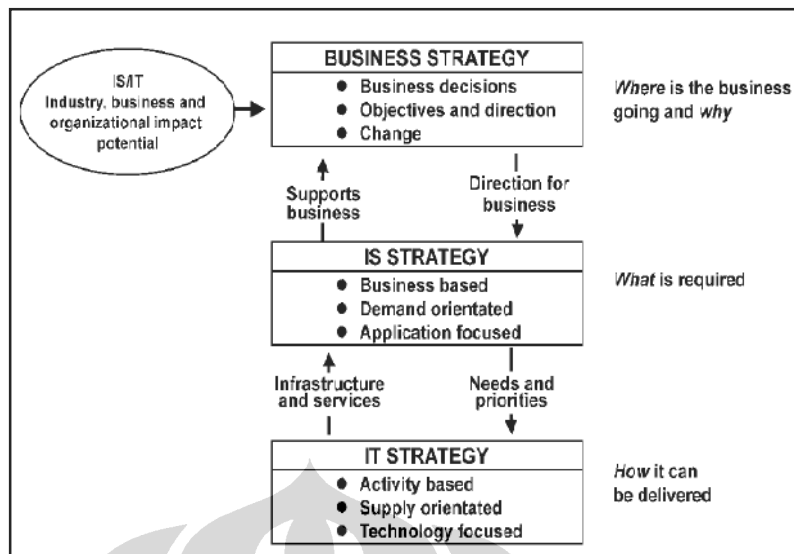 BUSINESS STRATEGY
● Business decisions
● Objectives and direction
● Change
IS/IT
Industry, business and
organizational impact
potential
Where is the business
going and why
Supports
business
Direction for
business
IS STRATEGY
● Business based
● Demand orientated
● Application focused
What is required
Infrastructure
and services
Needs and
priorities
IT STRATEGY
● Activity based
● Supply orientated
● Technology focused
How it can
be delivered